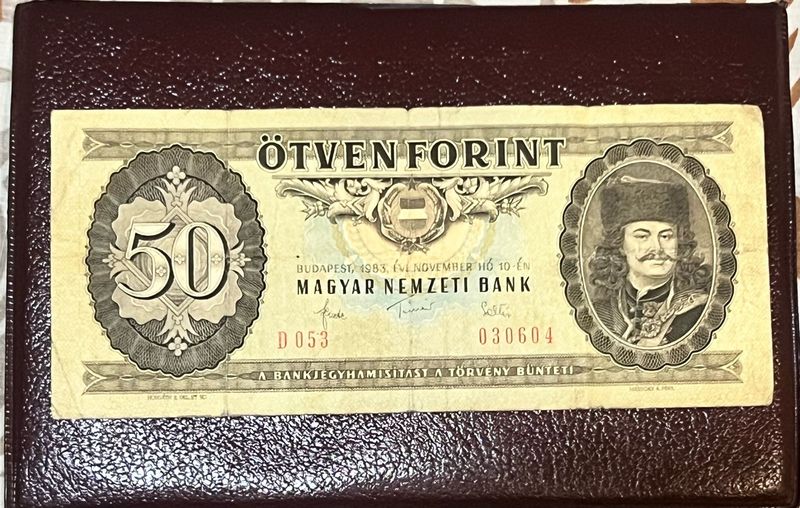 ÖTVEN FORINT
50
BUDAPEST, 1983. ÉVI NOVEMBER HÓ 10-ÉN
MAGYAR NEMZETI BANK
D 053
030604
A BANKJEGYHAMISÍTÁST A TÖRVÉNY BÜNTETI